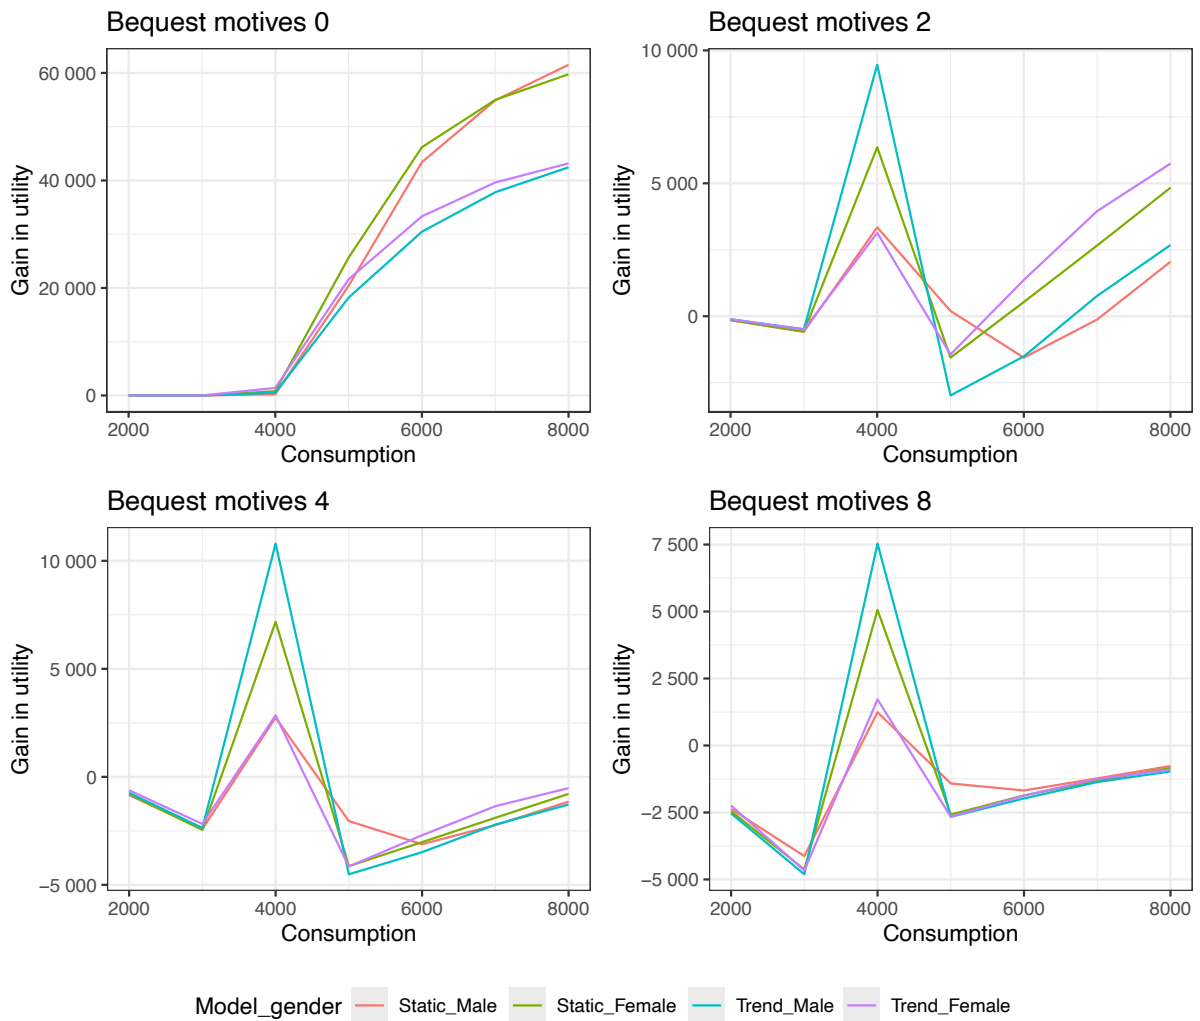 Bequest motives 0
Gain in utility
60 000
40 000
20 000
0
2000
4000
6000
8000
Consumption
Bequest motives 2
Gain in utility
10 000
5 000
0
2000
4000
6000
8000
Consumption
Bequest motives 4
Gain in utility
10 000
5 000
0
−5 000
2000
4000
6000
8000
Consumption
Bequest motives 8
Gain in utility
7 500
5 000
2 500
0
−2 500
−5 000
2000
4000
6000
8000
Consumption
Model_gender Static_Male Static_Female Trend_Male Trend_Female